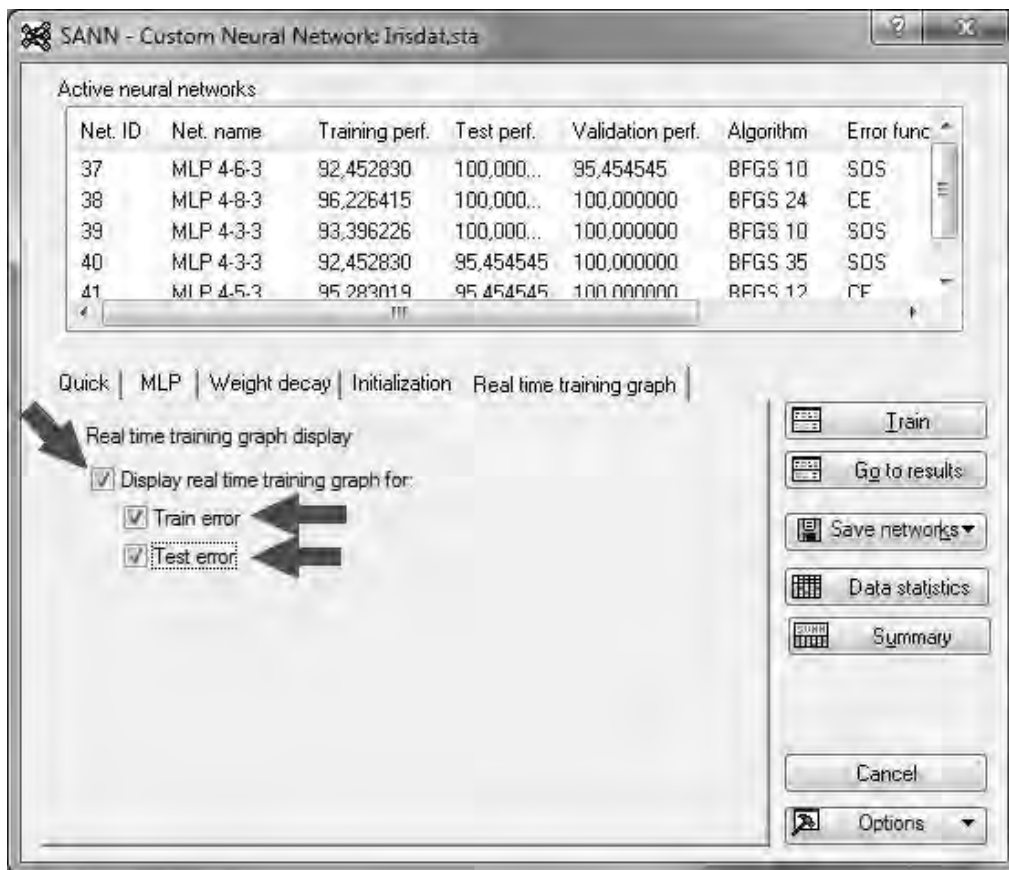 SANN - Custom Neural Network: Irisdat.sta
Active neural networks
Net. ID Net. name Training perf. Test perf. Validation perf. Algorithm Error func
37 MLP 4-6-3 92,452830 100,000... 95,454545 BFGS 10 SOS
38 MLP 4-8-3 96,226415 100,000... 100,000000 BFGS 24 CE
39 MLP 4-3-3 93,396226 100,000... 100,000000 BFGS 10 SOS
40 MLP 4-3-3 92,452830 95,454545 100,000000 BFGS 35 SOS
41 MLP 4-5-3 95,283019 95,454545 100,000000 BFGS 12 CE
Quick MLP Weight decay Initialization Real time training graph
Real time training graph display
Display real time training graph for:
Train error
Test error
Train
Go to results
Save networks
Data statistics
Summary
Cancel
Options